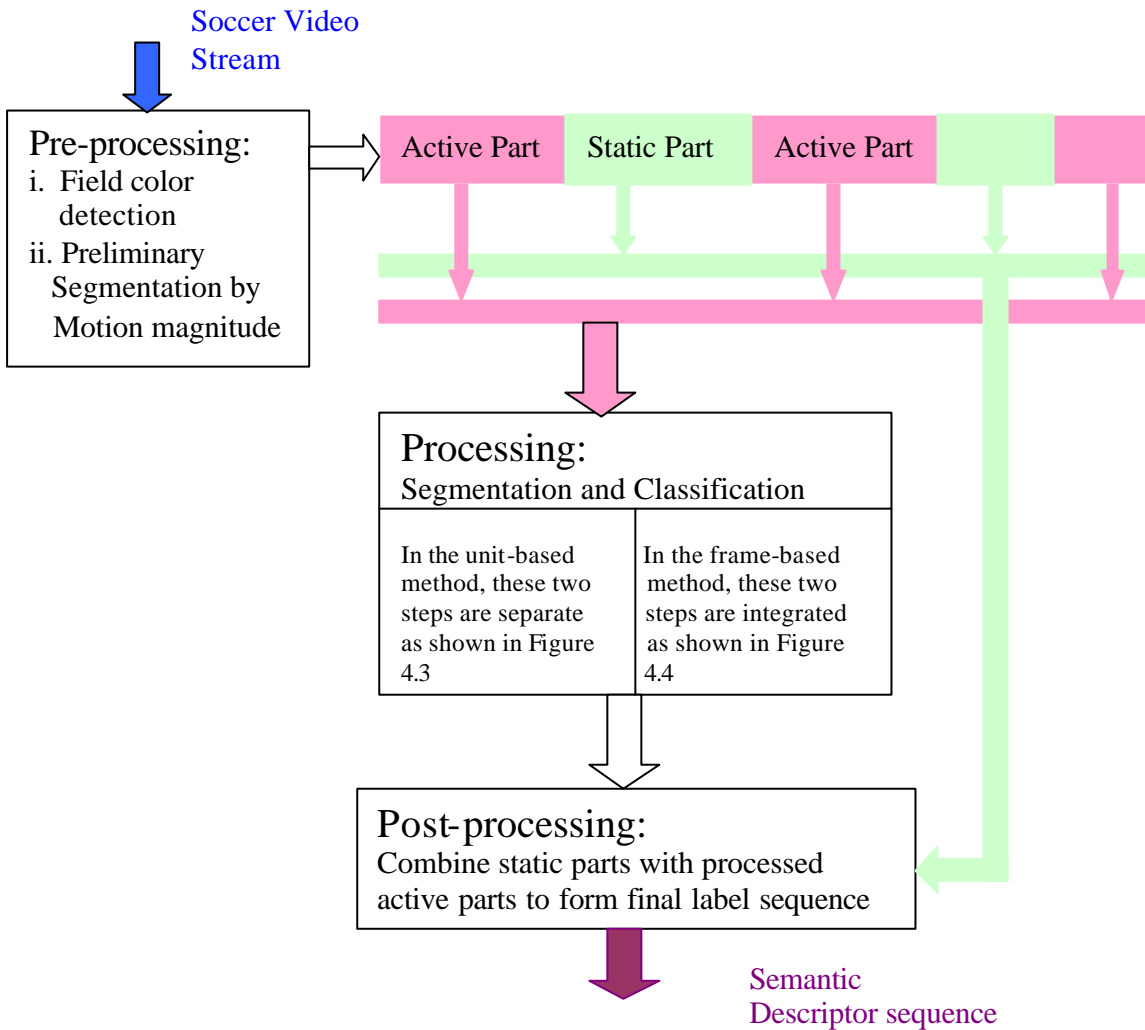 Soccer Video
Stream
Pre-processing:
i. Field color
detection
ii. Preliminary
Segmentation by
Motion magnitude
Active Part
Static Part
Active Part
Processing:
Segmentation and Classification
In the unit-based
method, these two
steps are separate
as shown in Figure
4.3
In the frame-based
method, these two
steps are integrated
as shown in Figure
4.4
Post-processing:
Combine static parts with processed
active parts to form final label sequence
Semantic
Descriptor sequence